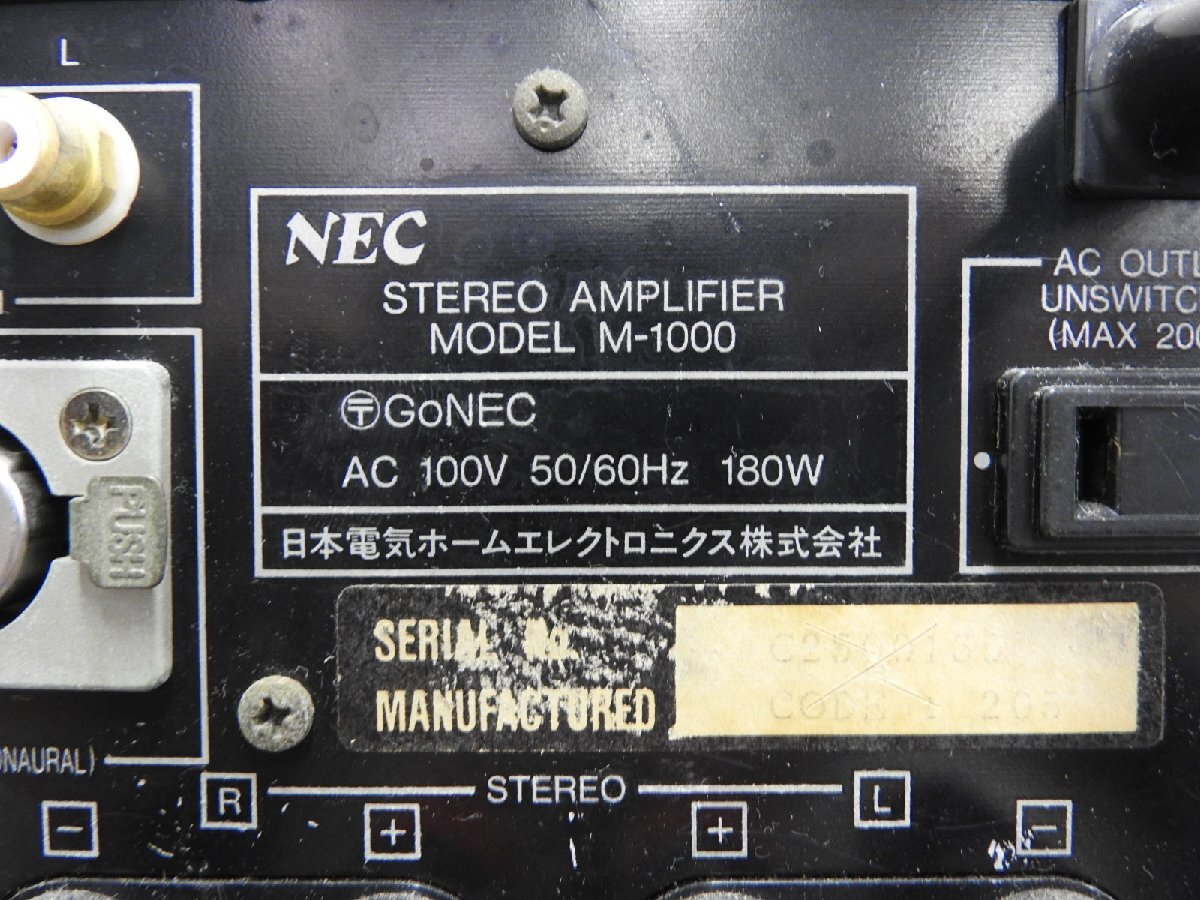 L
NEC
STEREO AMPLIFIER
MODEL M-1000
〶GoNEC
AC 100V 50/60Hz 180W
日本電気ホームエレクトロニクス株式会社
AC OUTL
UNSWITC
(MAX 200
PUSH
SERIAL No.
MANUFACTURED CODE :
ONAURAL)
R STEREO L
− + + −